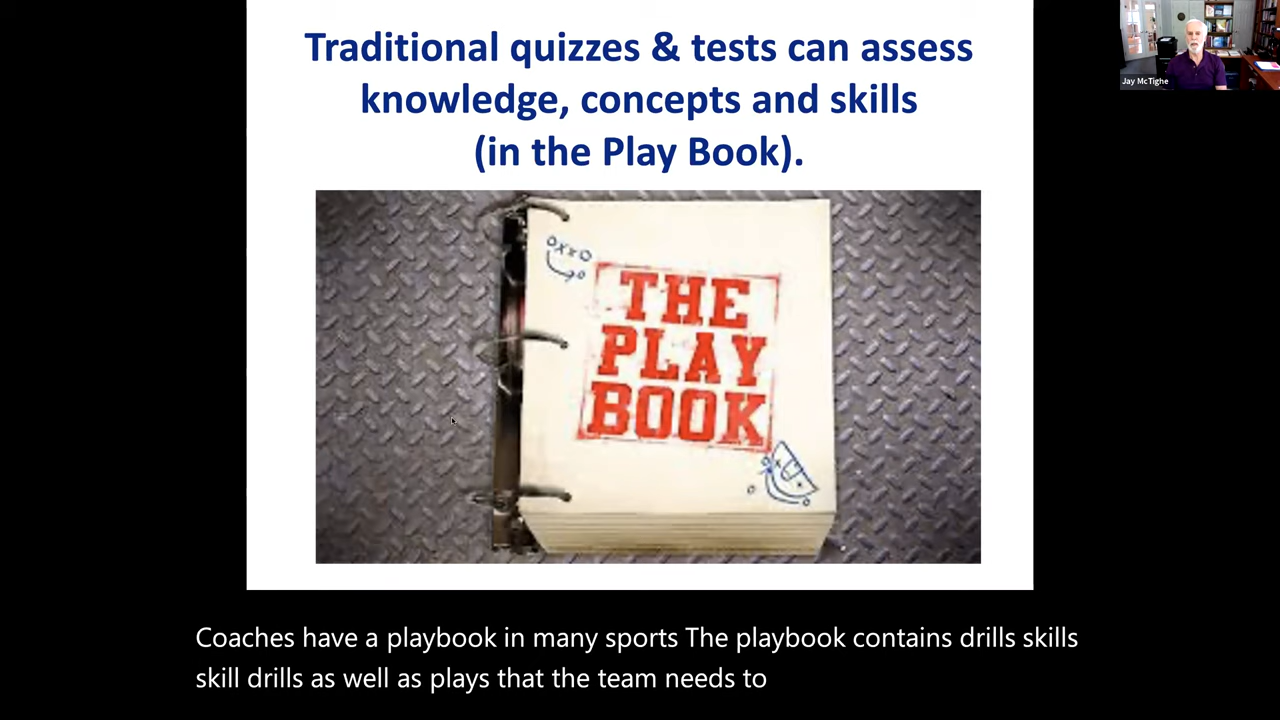 Traditional quizzes & tests can assess
knowledge, concepts and skills
(in the Play Book).
Jay McTighe
THE
PLAY
BOOK
Coaches have a playbook in many sports The playbook contains drills skills
skill drills as well as plays that the team needs to